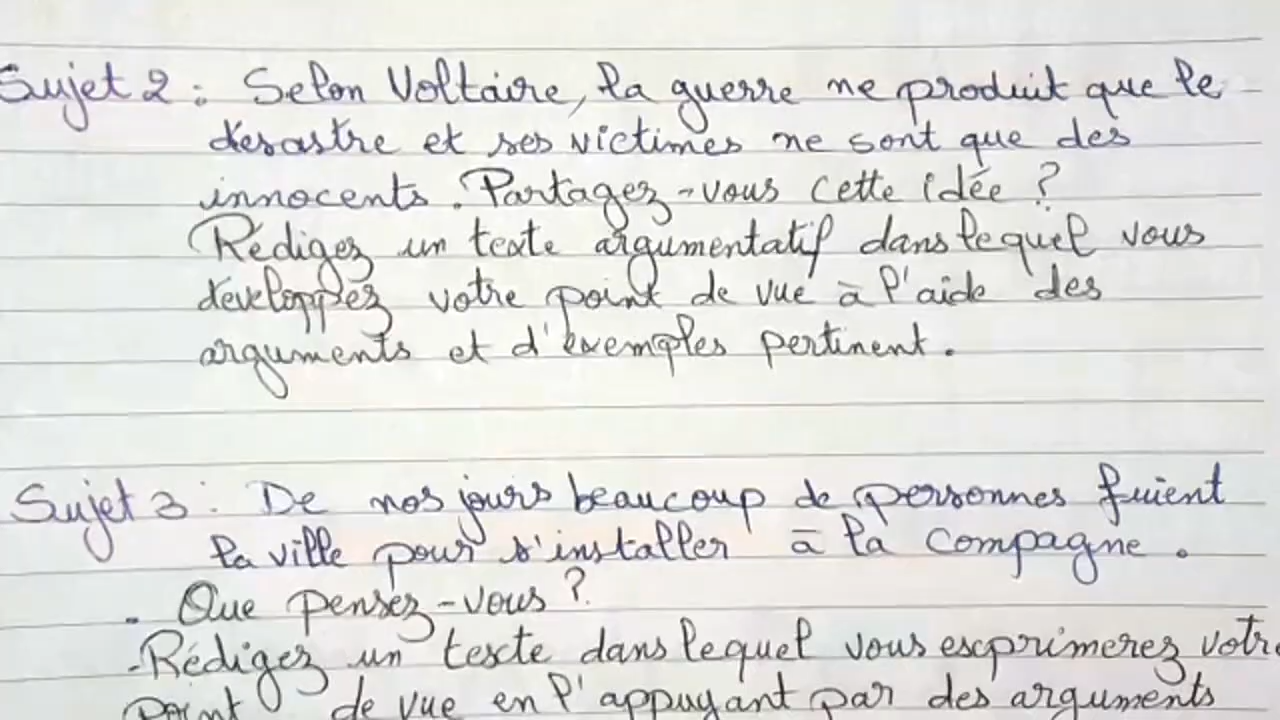 Sujet 2 : Selon Voltaire, la guerre ne produit que le
desastre et ses victimes ne sont que des
innocents. Partagez-vous cette idée ?
Rédigez un texte argumentatif dans lequel vous
developpez votre point de vue à l'aide des
arguments et d'exemples pertinent.
Sujet 3 : De nos jours beaucoup de personnes fuient
la ville pour s'installer à la compagne.
- Que pensez-vous ?
- Rédigez un texte dans lequel vous exprimerez votre
point de vue en l'appuyant par des arguments